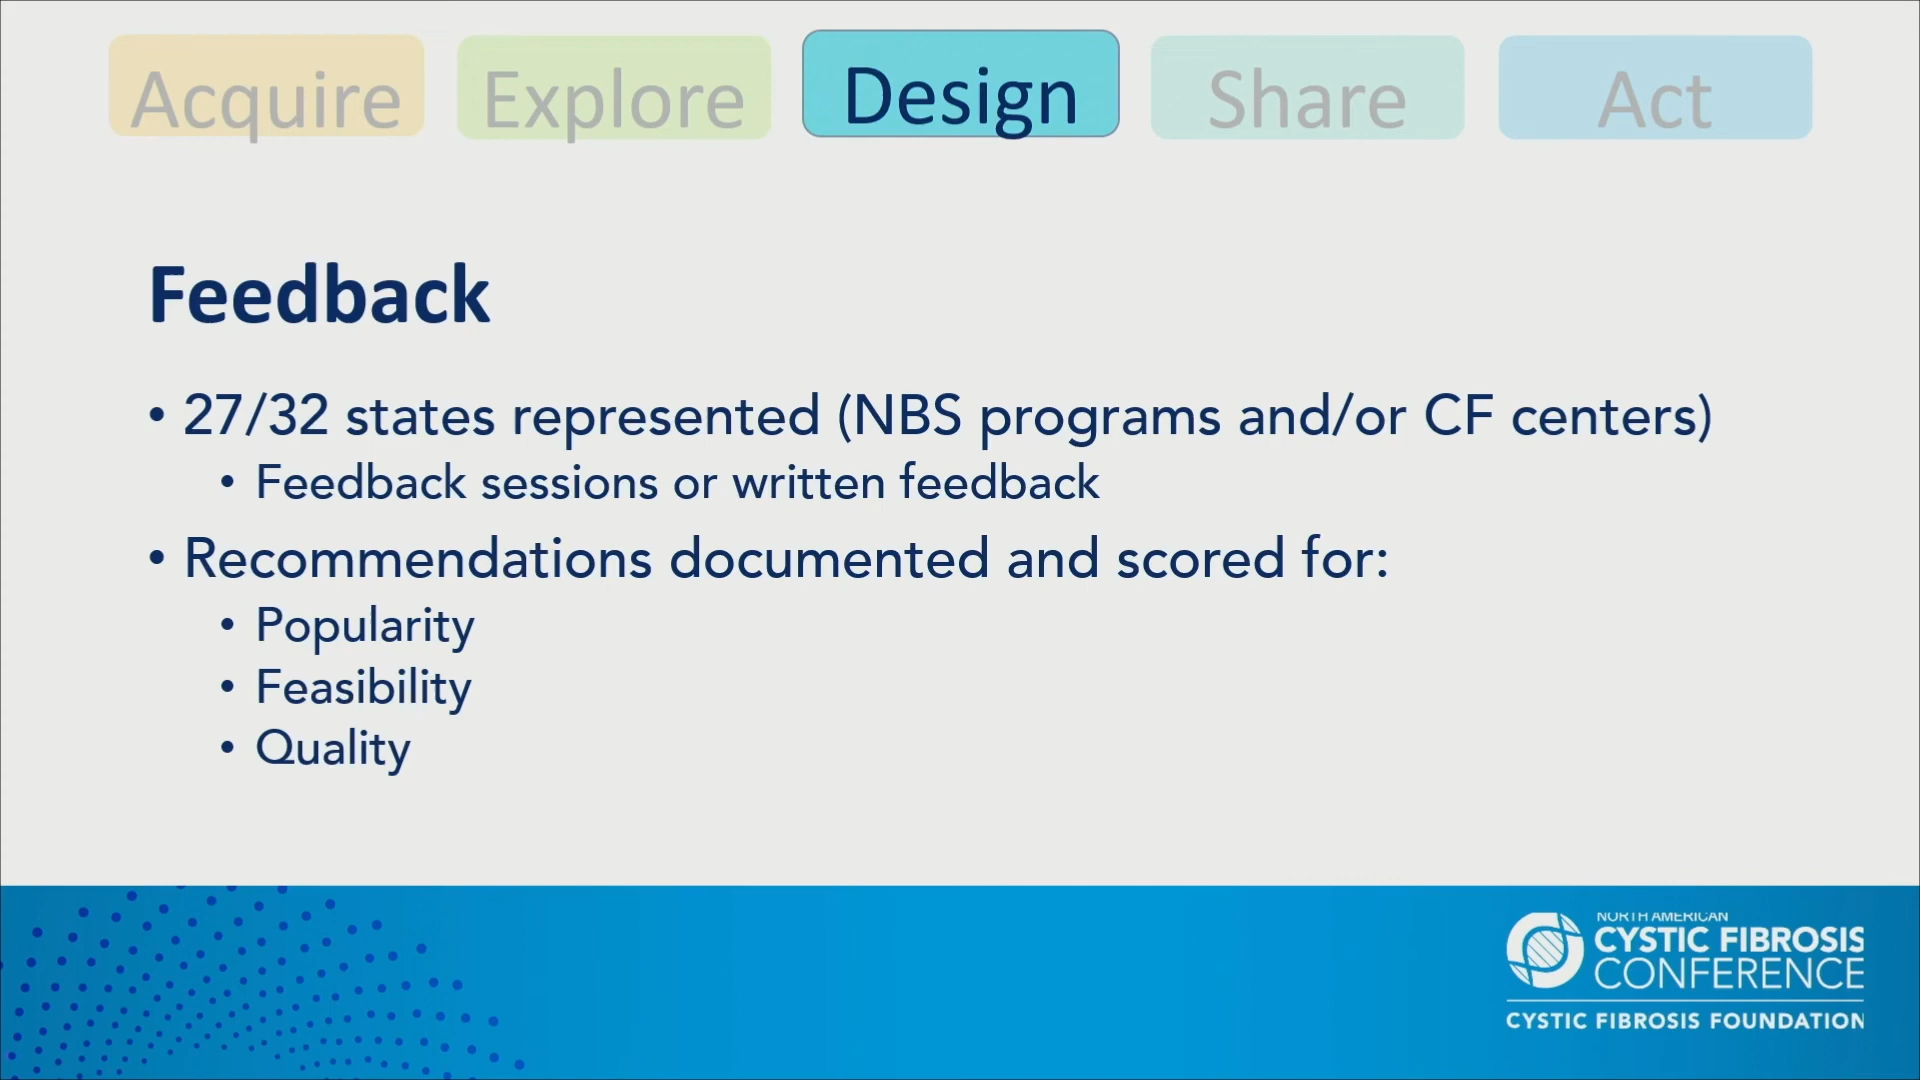 Acquire
Explore
Design
Share
Act
Feedback
• 27/32 states represented (NBS programs and/or CF centers)
• Feedback sessions or written feedback
• Recommendations documented and scored for:
• Popularity
• Feasibility
• Quality
NORTH AMERICAN
CYSTIC FIBROSIS
CONFERENCE
CYSTIC FIBROSIS FOUNDATION